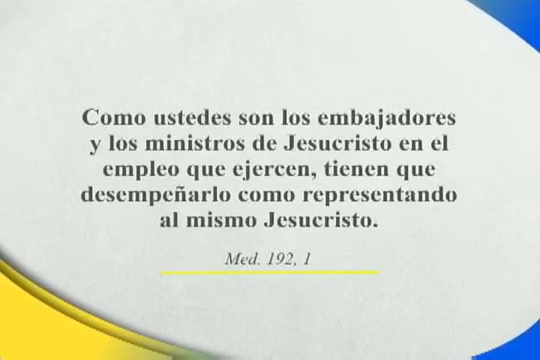 Como ustedes son los embajadores
y los ministros de Jesucristo en el
empleo que ejercen, tienen que
desempeñarlo como representando
al mismo Jesucristo.
Med. 192, 1